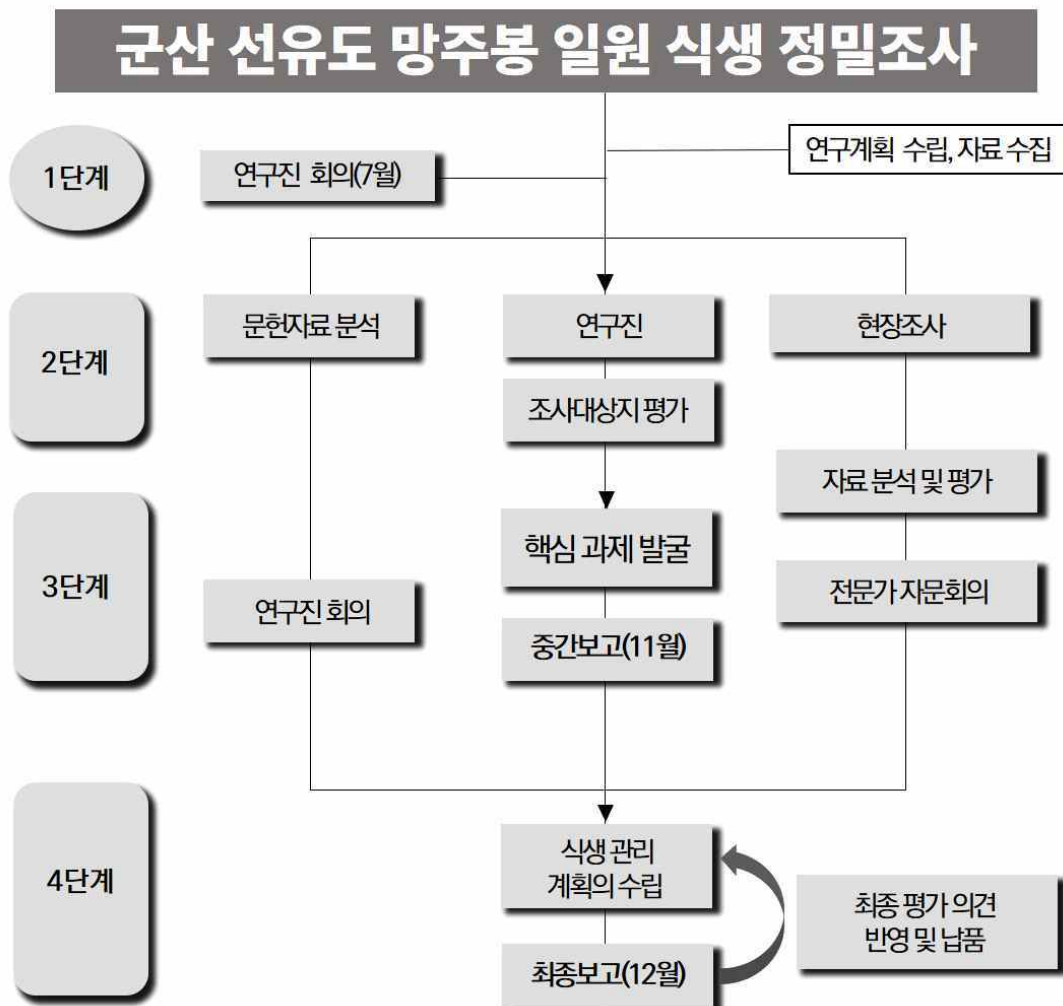 군산 선유도 망주봉 일원 식생 정밀조사
1단계
연구진 회의(7월)
연구계획 수립, 자료 수집
2단계
문헌자료 분석
연구진
현장조사
조사대상지 평가
자료 분석 및 평가
3단계
핵심 과제 발굴
연구진 회의
전문가 자문회의
중간보고(11월)
4단계
식생 관리
계획의 수립
최종 평가 의견
반영 및 납품
최종보고(12월)